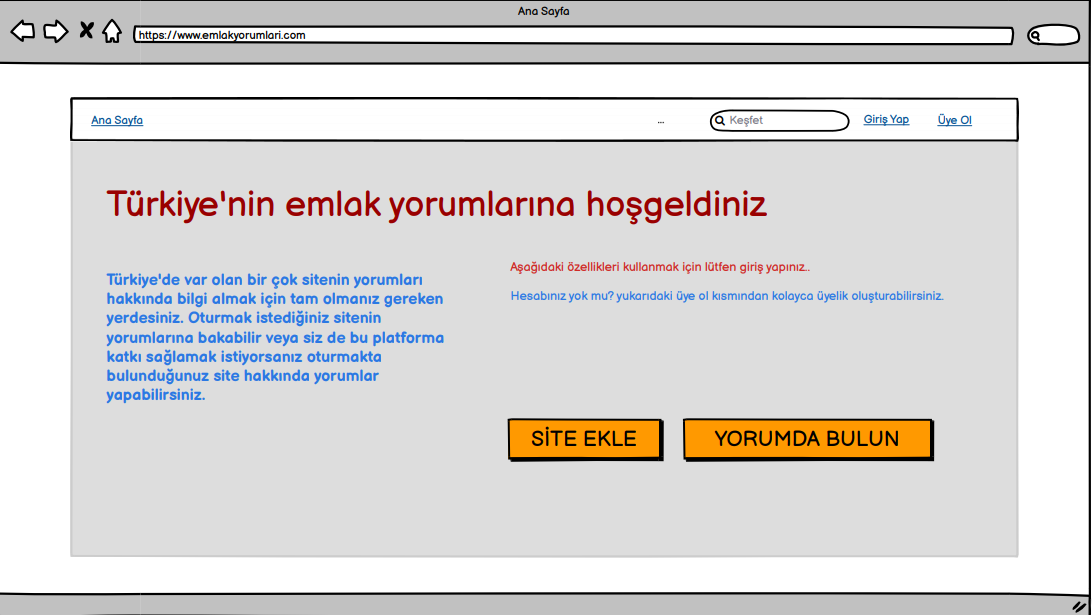 Ana Sayfa
https://www.emlakyorumlari.com
Ana Sayfa ... Keşfet Giriş Yap Üye Ol
Türkiye'nin emlak yorumlarına hoşgeldiniz
Türkiye'de var olan bir çok sitenin yorumları
hakkında bilgi almak için tam olmanız gereken
yerdesiniz. Oturmak istediğiniz sitenin
yorumlarına bakabilir veya siz de bu platforma
katkı sağlamak istiyorsanız oturmakta
bulunduğunuz site hakkında yorumlar
yapabilirsiniz.
Aşağıdaki özellikleri kullanmak için lütfen giriş yapınız..
Hesabınız yok mu? yukarıdaki üye ol kısmından kolayca üyelik oluşturabilirsiniz.
SİTE EKLE YORUMDA BULUN